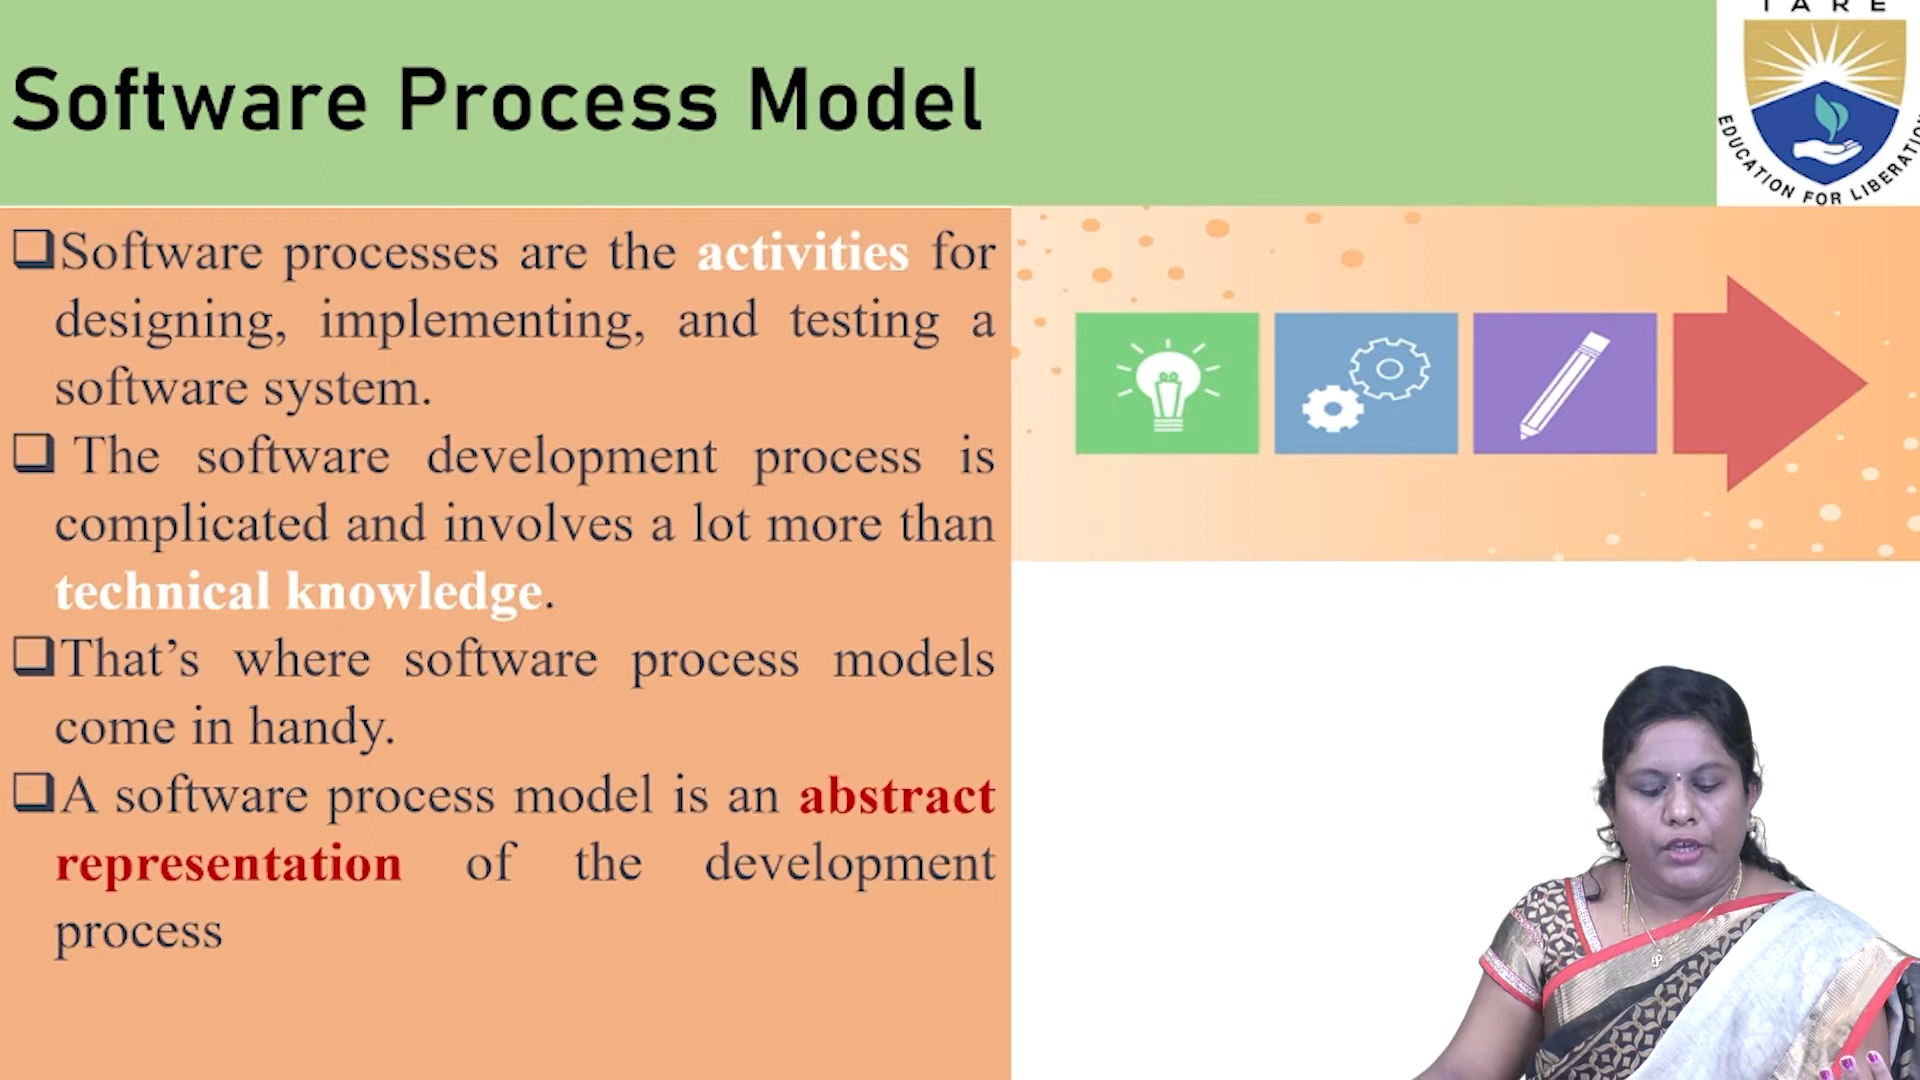 IARE
Software Process Model
EDUCATION FOR
❑Software processes are the activities for
designing, implementing, and testing a
software system.
❑ The software development process is
complicated and involves a lot more than
technical knowledge.
❑That’s where software process models
come in handy.
❑A software process model is an abstract
representation of the development
process